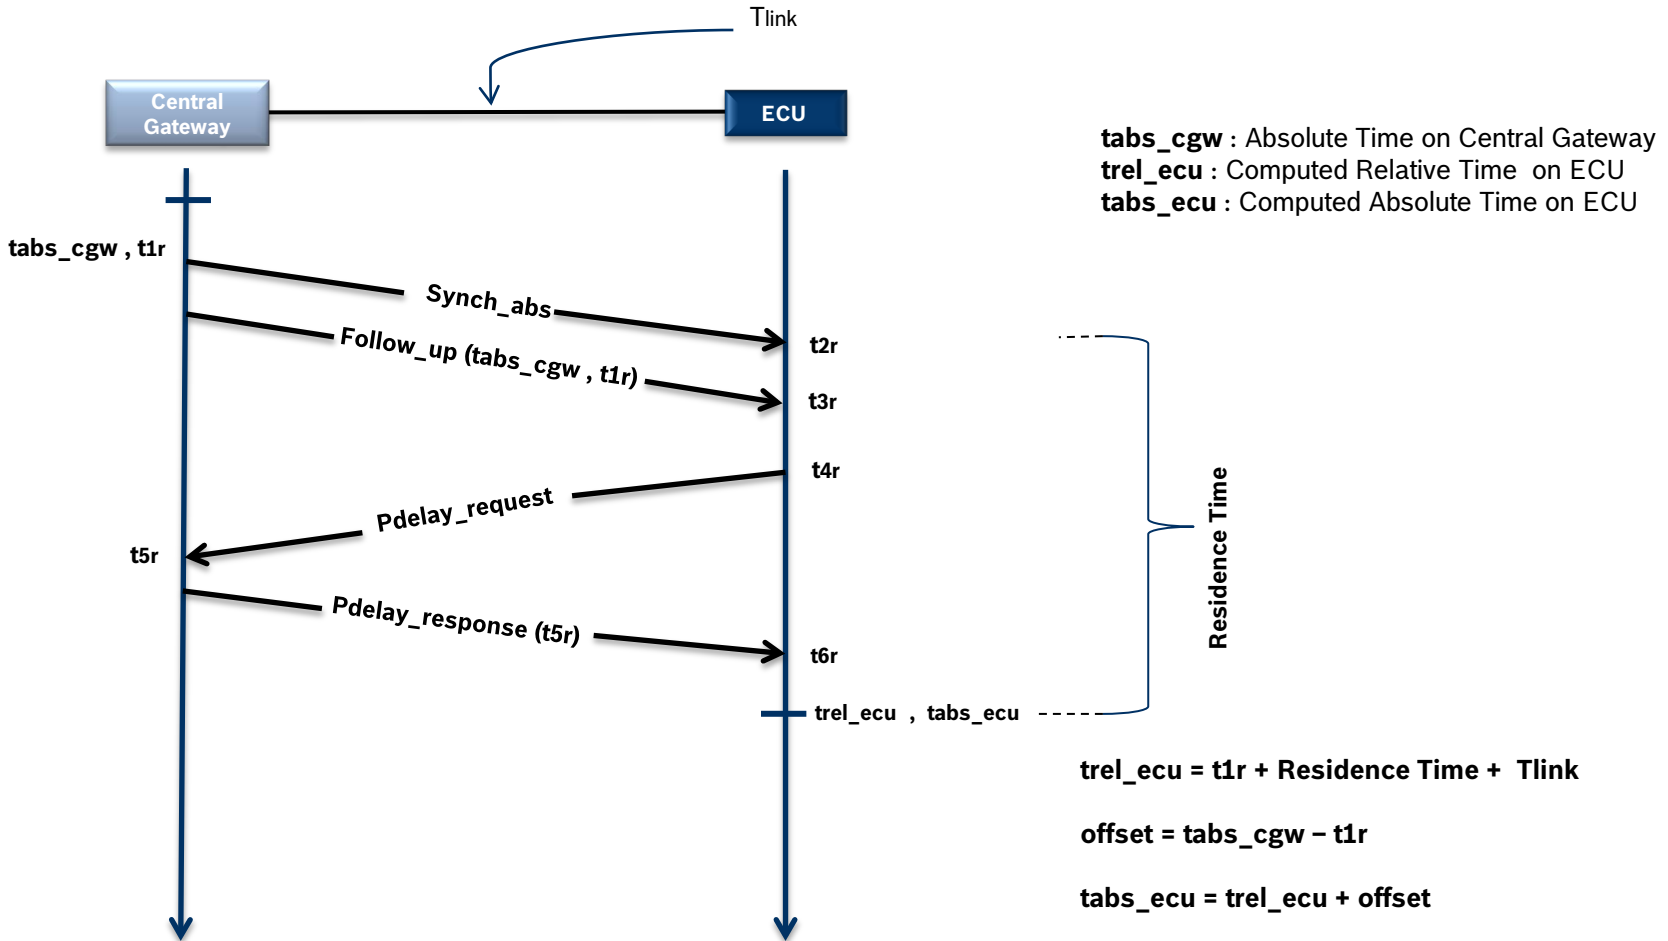 Tlink
Central
Gateway
ECU
tabs_cgw : Absolute Time on Central Gateway
trel_ecu : Computed Relative Time on ECU
tabs_ecu : Computed Absolute Time on ECU
tabs_cgw , t1r
Synch_abs
t2r
Follow_up (tabs_cgw , t1r)
t3r
t4r
Pdelay_request
t5r
Pdelay_response (t5r)
t6r
Residence Time
trel_ecu , tabs_ecu
trel_ecu = t1r + Residence Time + Tlink
offset = tabs_cgw – t1r
tabs_ecu = trel_ecu + offset